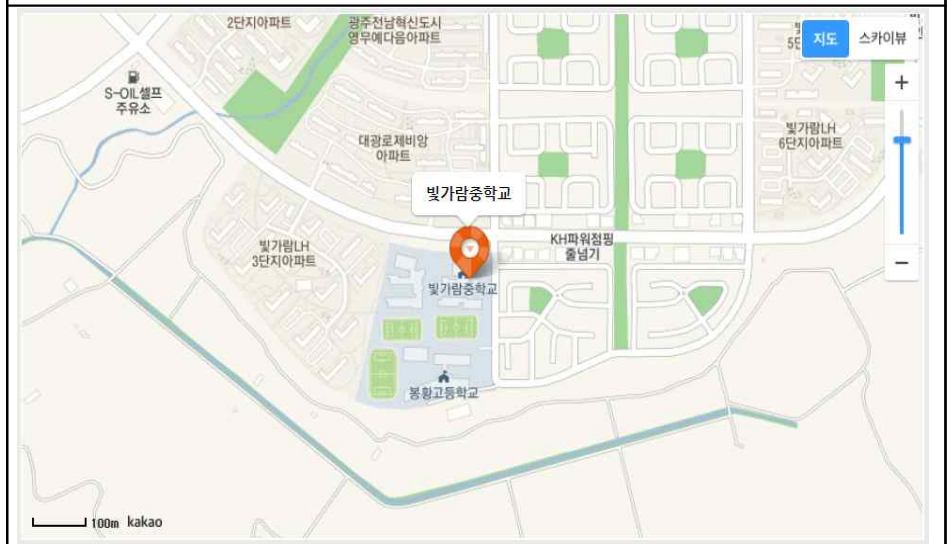 2단지아파트
광주전남혁신도시
영무예다음아파트
지도
스카이뷰
S-OIL셀프
주유소
+
대광로제비앙
아파트
빛가람LH
6단지아파트
빛가람중학교
빛가람LH
3단지아파트
KH파워점핑
줄넘기
빛가람중학교
봉황고등학교
100m kakao